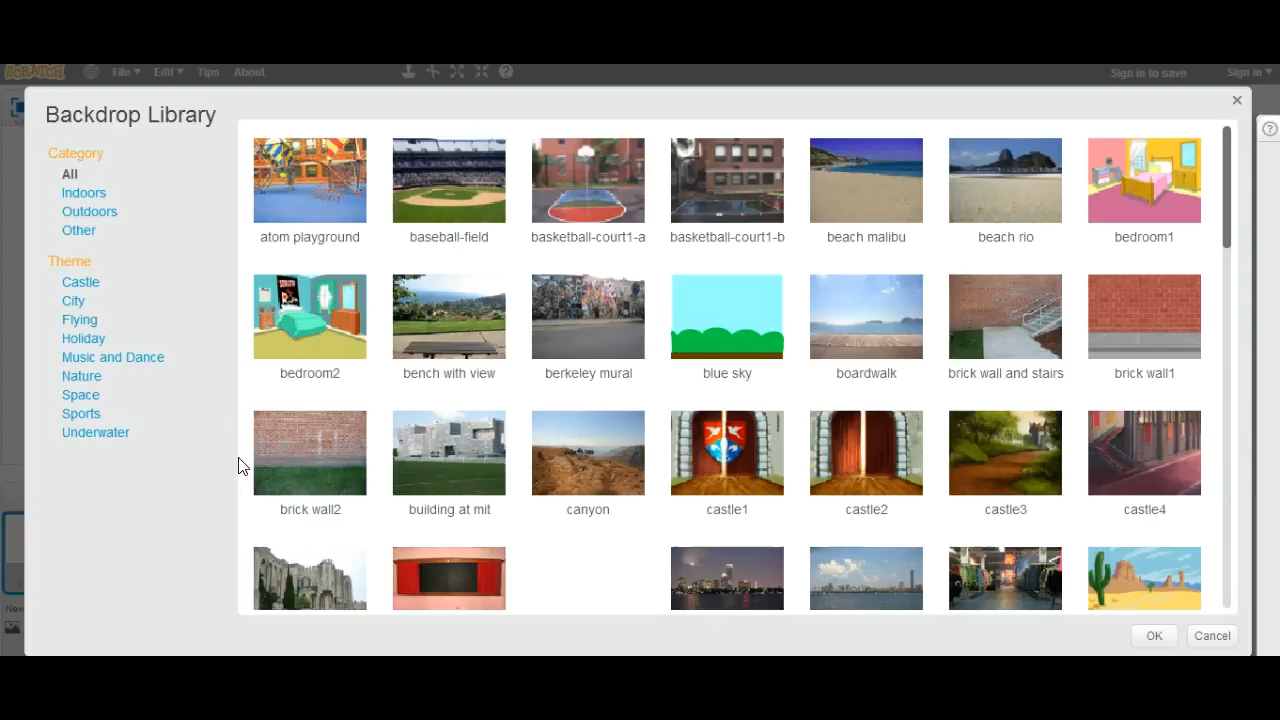 SCRATCH File Edit Tips About Sign in to save Sign in
Backdrop Library
Category
All
Indoors
Outdoors
Other
Theme
Castle
City
Flying
Holiday
Music and Dance
Nature
Space
Sports
Underwater
atom playground baseball-field basketball-court1-a basketball-court1-b beach malibu beach rio bedroom1
bedroom2 bench with view berkeley mural blue sky boardwalk brick wall and stairs brick wall1
brick wall2 building at mit canyon castle1 castle2 castle3 castle4
New
OK Cancel